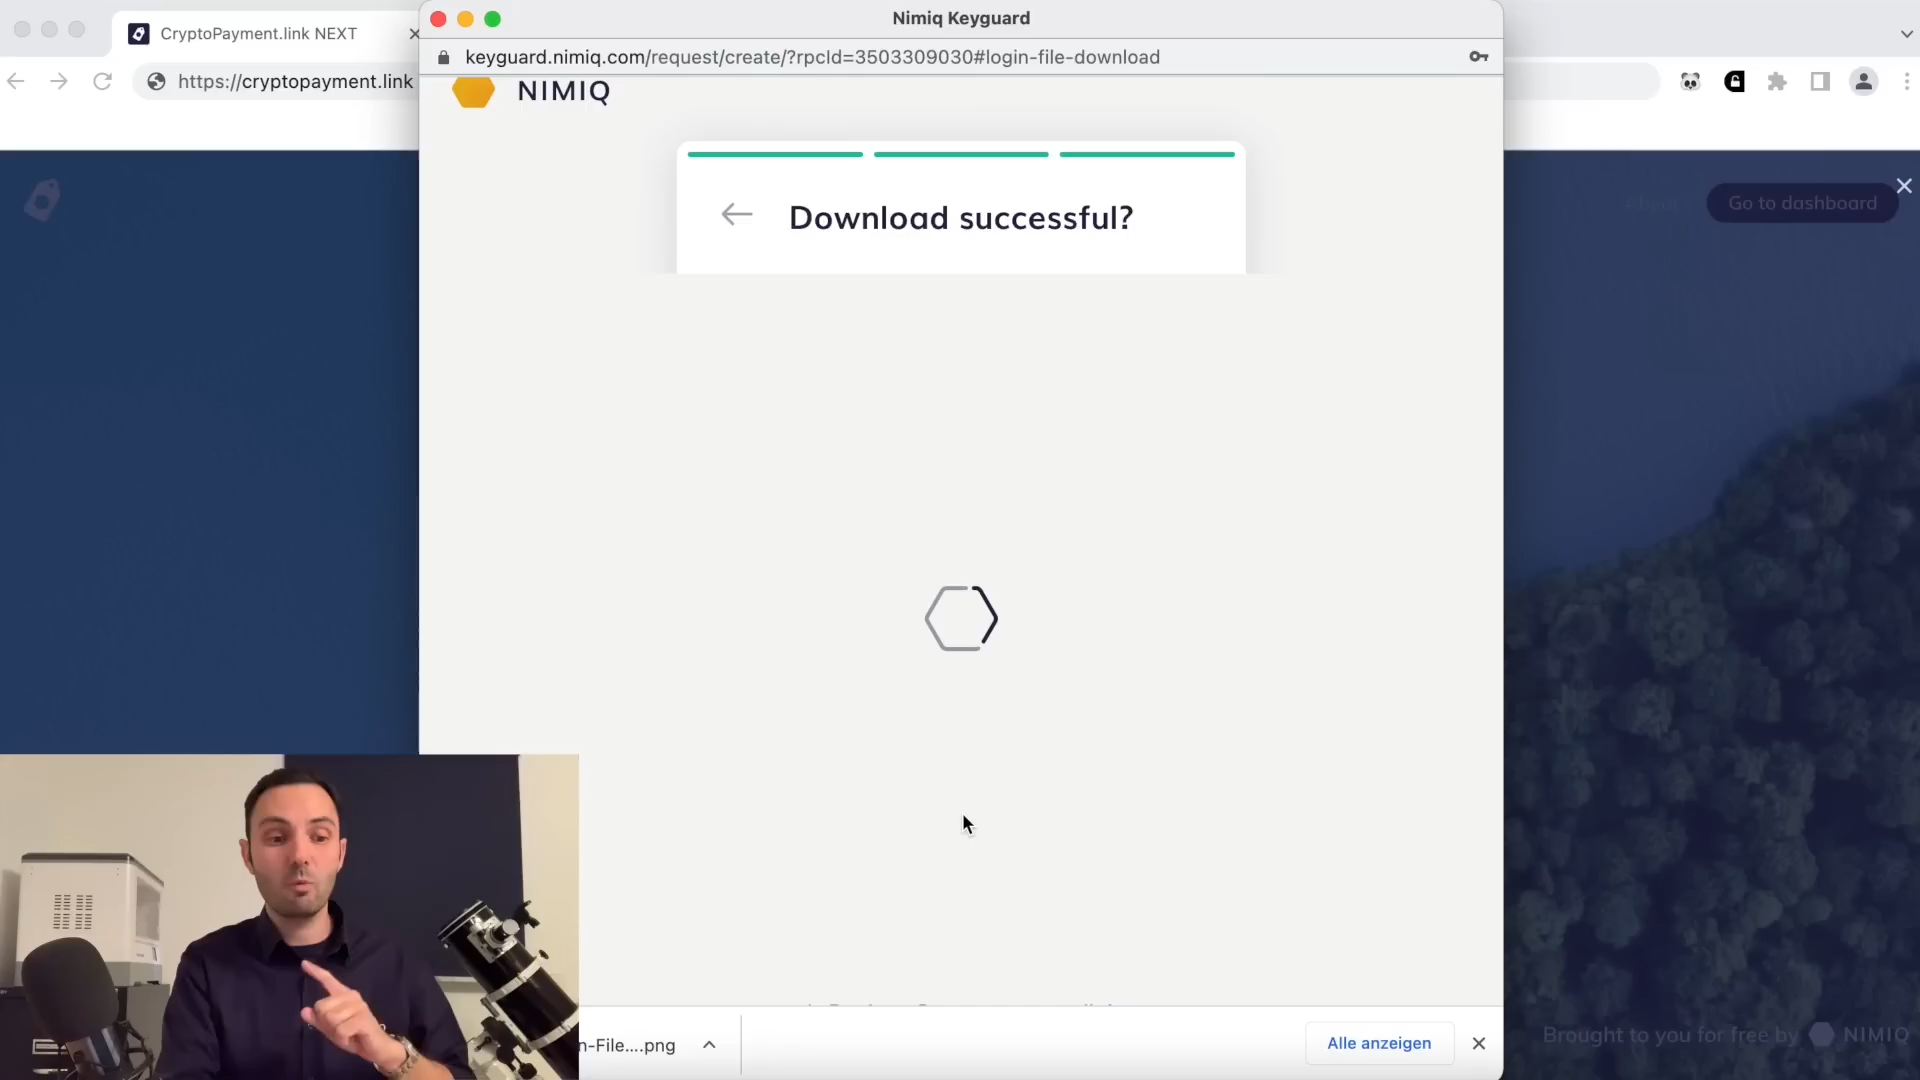 CryptoPayment.link NEXT
Nimiq Keyguard
https://cryptopayment.link
keyguard.nimiq.com/request/create/?rpcId=3503309030#login-file-download
NIMIQ
Download successful?
About
Go to dashboard
n-File....png
Alle anzeigen
Brought to you for free by NIMIQ